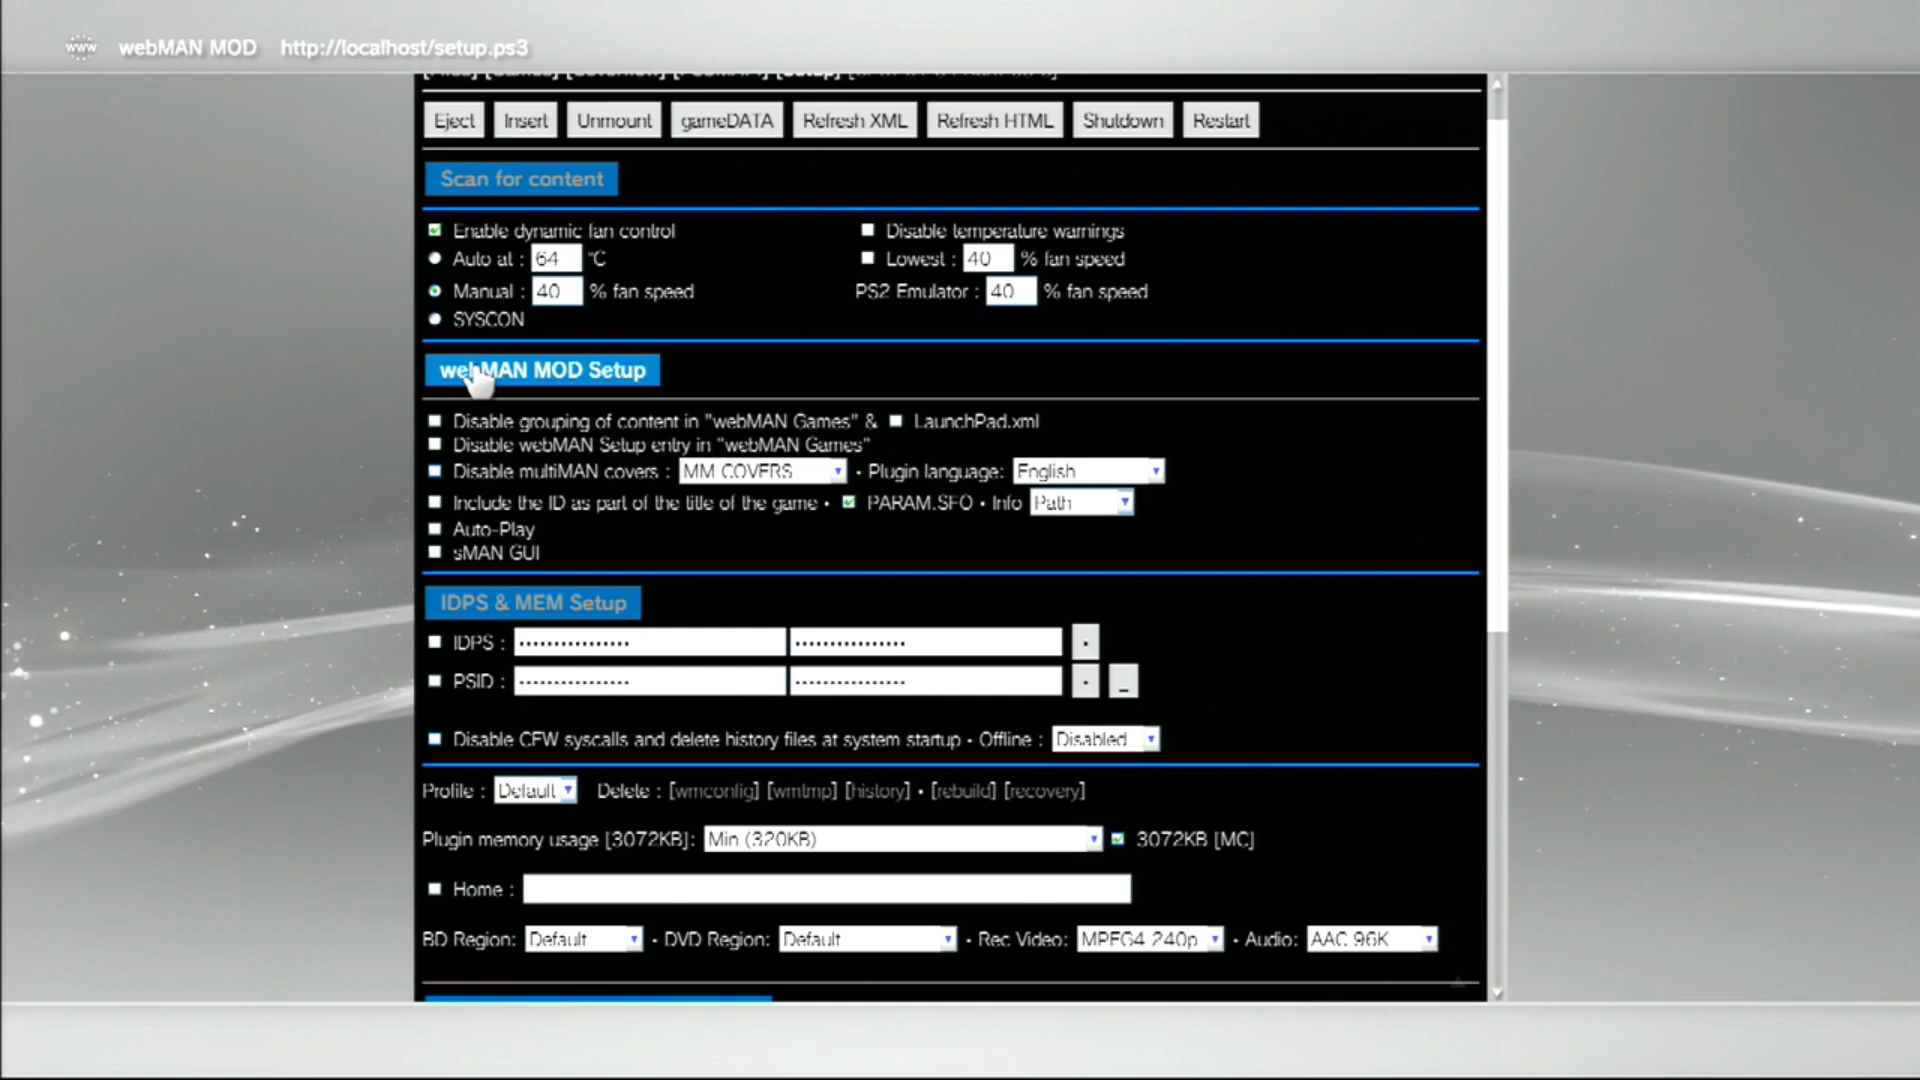 webMAN MOD http://localhost/setup.ps3
Eject Insert Unmount gameDATA Refresh XML Refresh HTML Shutdown Restart
Scan for content
Enable dynamic fan control Disable temperature warnings
Auto at : 64 °C Lowest : 40 % fan speed
Manual : 40 % fan speed PS2 Emulator : 40 % fan speed
SYSCON
webMAN MOD Setup
Disable grouping of content in "webMAN Games" & LaunchPad.xml
Disable webMAN Setup entry in "webMAN Games"
Disable multiMAN covers : MM COVERS • Plugin language: English
Include the ID as part of the title of the game • PARAM.SFO • Info Path
Auto-Play
sMAN GUI
IDPS & MEM Setup
IDPS : •••••••••••••••• ••••••••••••••••
PSID : •••••••••••••••• •••••••••••••••• _
Disable CFW syscalls and delete history files at system startup • Offline : Disabled
Profile : Default Delete : [wmconfig] [wmtmp] [history] • [rebuild] [recovery]
Plugin memory usage [3072KB]: Min (320KB) 3072KB [MC]
Home :
BD Region: Default • DVD Region: Default • Rec Video: MPEG4 240p • Audio: AAC 96K